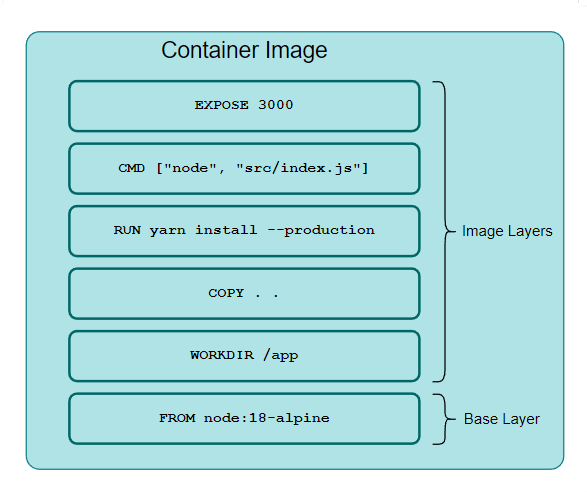 Container Image
EXPOSE 3000
CMD ["node", "src/index.js"]
RUN yarn install --production
Image Layers
COPY . .
WORKDIR /app
FROM node:18-alpine
Base Layer